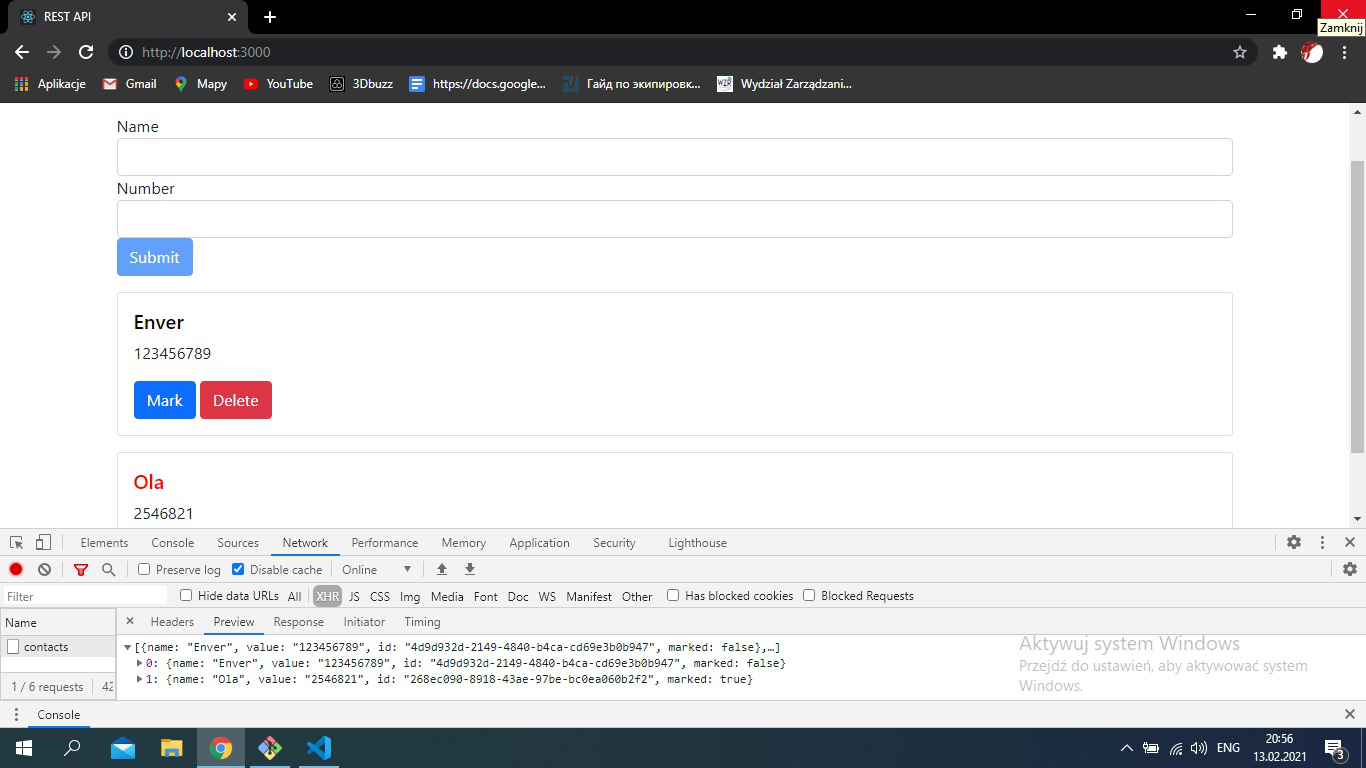 REST API
Zamknij
http://localhost:3000
Aplikacje Gmail Mapy YouTube 3Dbuzz https://docs.google... Гайд по экипировк... WZR Wydział Zarządzani...
Name
Number
Submit
Enver
123456789
Mark Delete
Ola
2546821
Elements Console Sources Network Performance Memory Application Security Lighthouse
Preserve log Disable cache Online
Filter Hide data URLs All XHR JS CSS Img Media Font Doc WS Manifest Other Has blocked cookies Blocked Requests
Name Headers Preview Response Initiator Timing
contacts
[{name: "Enver", value: "123456789", id: "4d9d932d-2149-4840-b4ca-cd69e3b0b947", marked: false},…]
0: {name: "Enver", value: "123456789", id: "4d9d932d-2149-4840-b4ca-cd69e3b0b947", marked: false}
1: {name: "Ola", value: "2546821", id: "268ec090-8918-43ae-97be-bc0ea060b2f2", marked: true}
1 / 6 requests 42
Aktywuj system Windows
Przejdź do ustawień, aby aktywować system
Windows.
Console
ENG
20:56
13.02.2021
3